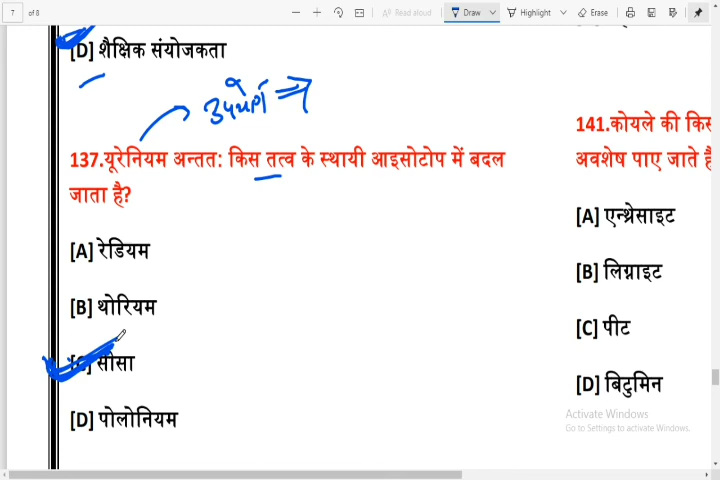 7 of 8
Read aloud
Draw
Highlight
Erase
[D] शैक्षिक संयोजकता
137.यूरेनियम अन्तत: किस तत्व के स्थायी आइसोटोप में बदल
जाता है?
[A] रेडियम
[B] थोरियम
[C] सीसा
[D] पोलोनियम
141.कोयले की किस
अवशेष पाए जाते है
[A] एन्थ्रेसाइट
[B] लिग्नाइट
[C] पीट
[D] बिटुमिन
Activate Windows
Go to Settings to activate Windows.